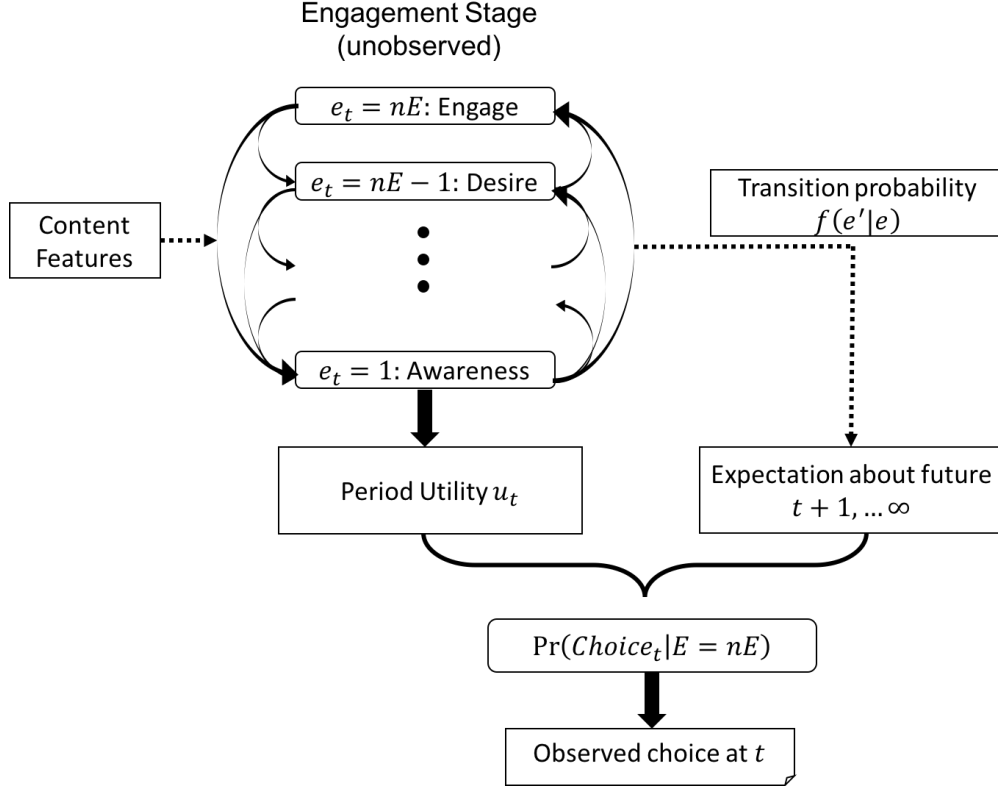 Engagement Stage
(unobserved)
e_t = nE: Engage
e_t = nE − 1: Desire
Transition probability
f(e′|e)
Content
Features
e_t = 1: Awareness
Period Utility u_t
Expectation about future
t + 1, … ∞
Pr(Choice_t|E = nE)
Observed choice at t